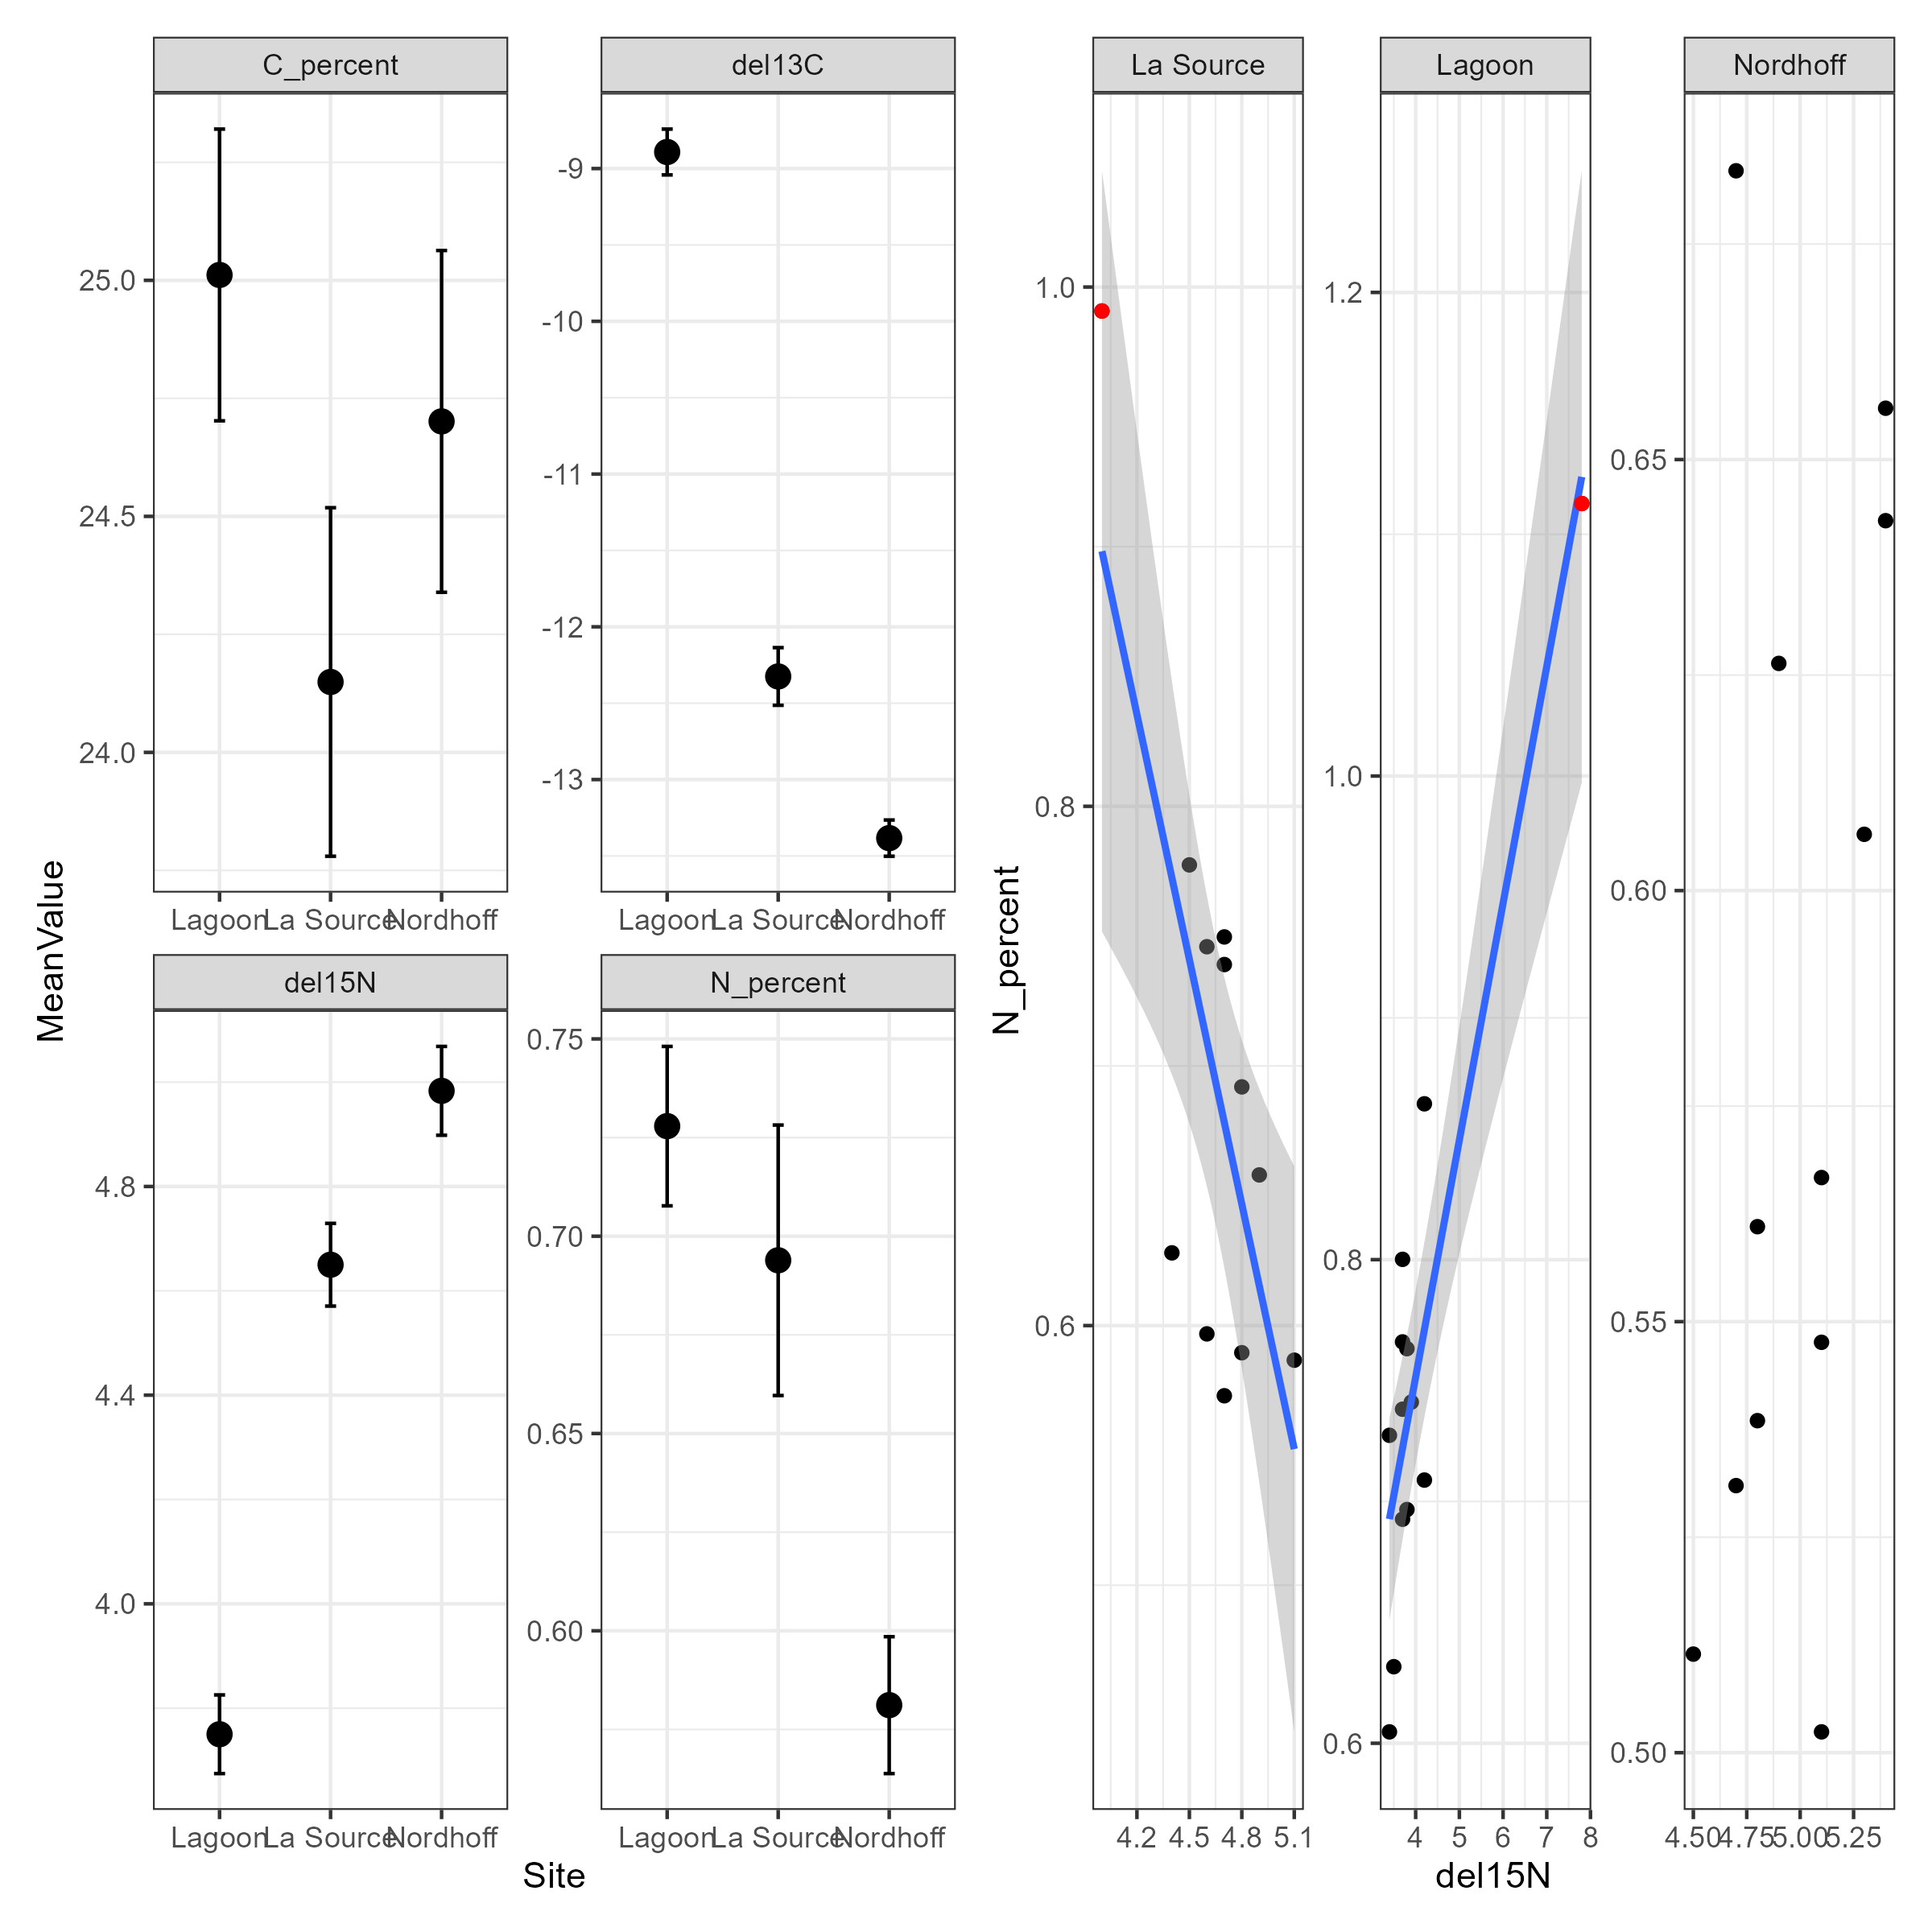 C_percent
del13C
La Source
Lagoon
Nordhoff
25.0
24.5
24.0
-9
-10
-11
-12
-13
1.0
0.8
0.6
1.2
1.0
0.8
0.6
0.65
0.60
0.55
0.50
Lagoon La Source Nordhoff
Lagoon La Source Nordhoff
MeanValue
N_percent
del15N
N_percent
4.8
4.4
4.0
0.75
0.70
0.65
0.60
Lagoon La Source Nordhoff
Lagoon La Source Nordhoff
4.2 4.5 4.8 5.1
4 5 6 7 8
4.50 4.75 5.00 5.25
Site
del15N